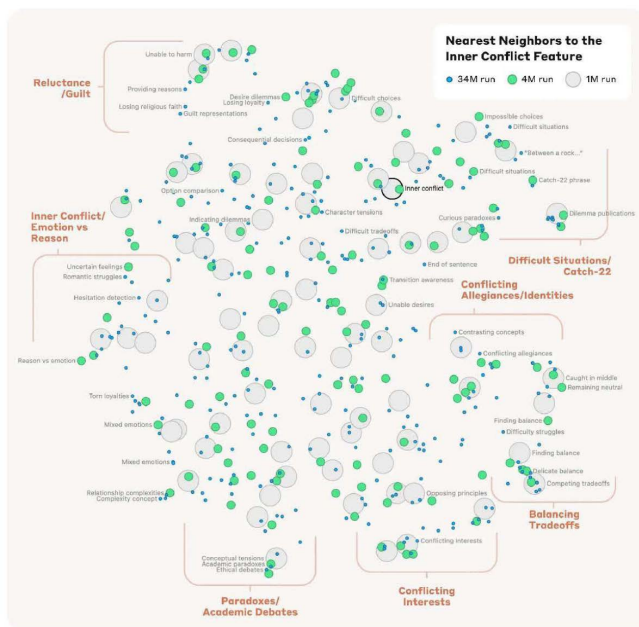 Nearest Neighbors to the
Inner Conflict Feature
34M run
4M run
1M run
Reluctance
/Guilt
Unable to harm
Providing reasons
Losing religious faith
Guilt representations
Desire dilemmas
Losing loyalty
Difficult choices
Consequential decisions
Impossible choices
Difficult situations
"Between a rock..."
Difficult situations
Catch-22 phrase
Inner conflict
Option comparison
Character tensions
Curious paradoxes
Dilemma publications
Inner Conflict/
Emotion vs
Reason
Indicating dilemmas
Difficult tradeoffs
Difficult Situations/
Catch-22
Uncertain feelings
Romantic struggles
End of sentence
Transition awareness
Conflicting
Allegiances/Identities
Hesitation detection
Unable desires
Contrasting concepts
Conflicting allegiances
Reason vs emotion
Caught in middle
Remaining neutral
Torn loyalties
Mixed emotions
Finding balance
Difficulty struggles
Finding balance
Mixed emotions
Delicate balance
Competing tradeoffs
Relationship complexities
Complexity concept
Opposing principles
Balancing
Tradeoffs
Conflicting interests
Conceptual tensions
Academic paradoxes
Ethical debates
Paradoxes/
Academic Debates
Conflicting
Interests